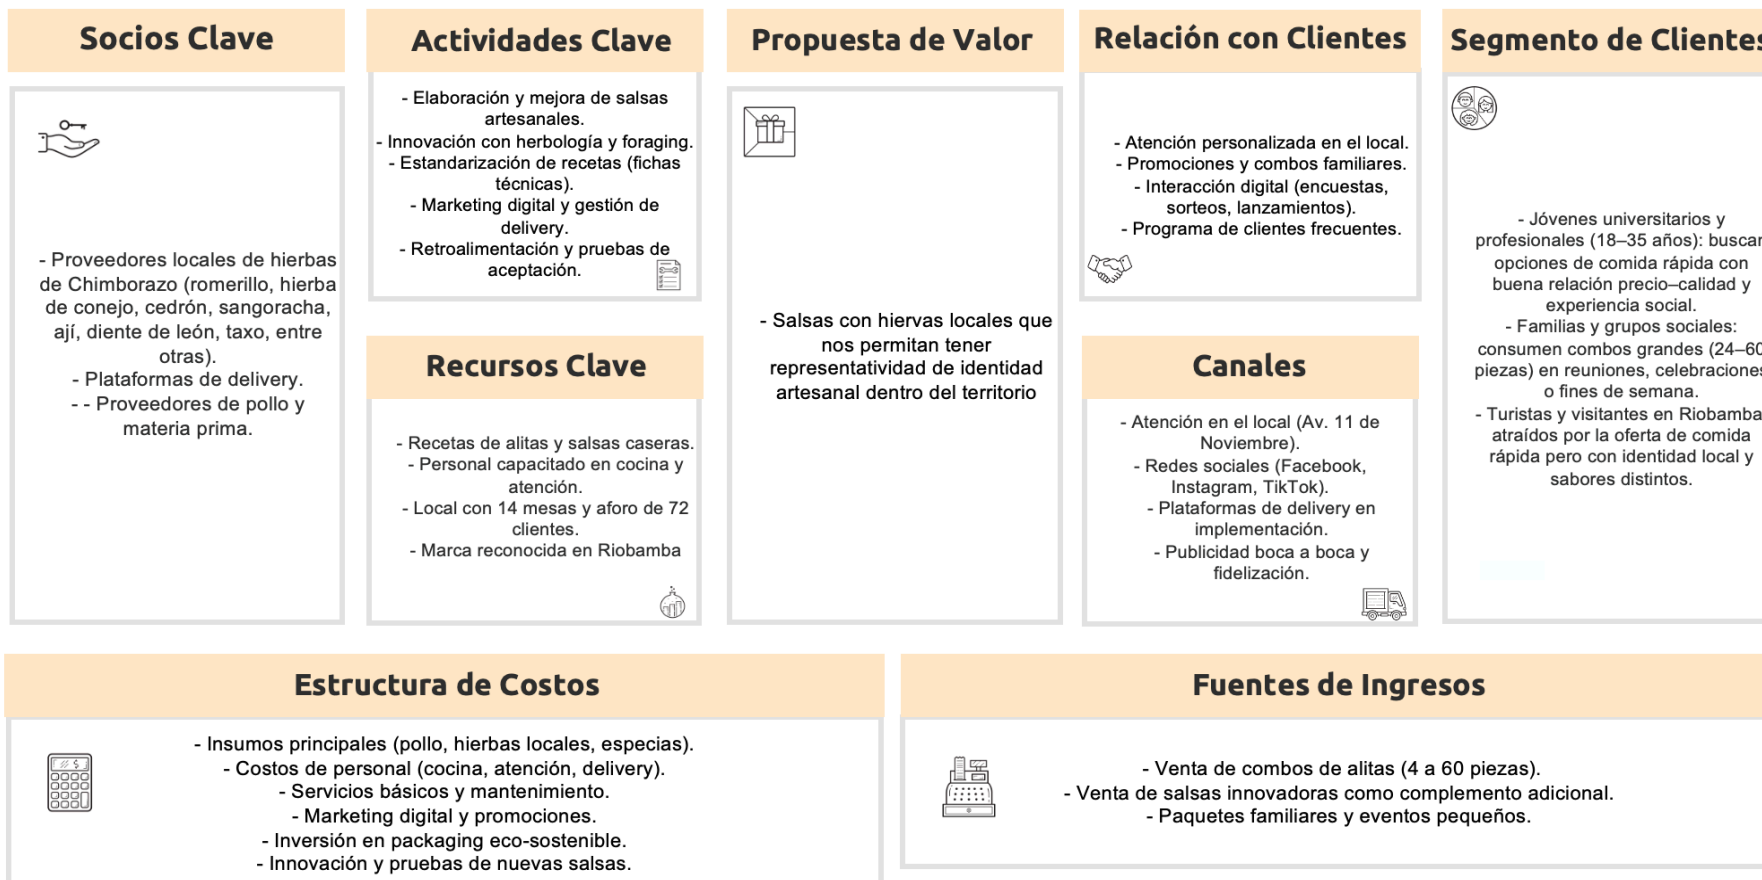 Socios Clave
- Proveedores locales de hierbas
de Chimborazo (romerillo, hierba
de conejo, cedrón, sangoracha,
ají, diente de león, taxo, entre
otras).
- Plataformas de delivery.
- - Proveedores de pollo y
materia prima.
Actividades Clave
- Elaboración y mejora de salsas
artesanales.
- Innovación con herbología y foraging.
- Estandarización de recetas (fichas
técnicas).
- Marketing digital y gestión de
delivery.
- Retroalimentación y pruebas de
aceptación.
Recursos Clave
- Recetas de alitas y salsas caseras.
- Personal capacitado en cocina y
atención.
- Local con 14 mesas y aforo de 72
clientes.
- Marca reconocida en Riobamba
Propuesta de Valor
- Salsas con hiervas locales que
nos permitan tener
representatividad de identidad
artesanal dentro del territorio
Relación con Clientes
- Atención personalizada en el local.
- Promociones y combos familiares.
- Interacción digital (encuestas,
sorteos, lanzamientos).
- Programa de clientes frecuentes.
Canales
- Atención en el local (Av. 11 de
Noviembre).
- Redes sociales (Facebook,
Instagram, TikTok).
- Plataformas de delivery en
implementación.
- Publicidad boca a boca y
fidelización.
Segmento de Clientes
- Jóvenes universitarios y
profesionales (18–35 años): buscan
opciones de comida rápida con
buena relación precio–calidad y
experiencia social.
- Familias y grupos sociales:
consumen combos grandes (24–60
piezas) en reuniones, celebraciones
o fines de semana.
- Turistas y visitantes en Riobamba
atraídos por la oferta de comida
rápida pero con identidad local y
sabores distintos.
Estructura de Costos
- Insumos principales (pollo, hierbas locales, especias).
- Costos de personal (cocina, atención, delivery).
- Servicios básicos y mantenimiento.
- Marketing digital y promociones.
- Inversión en packaging eco-sostenible.
- Innovación y pruebas de nuevas salsas.
Fuentes de Ingresos
- Venta de combos de alitas (4 a 60 piezas).
- Venta de salsas innovadoras como complemento adicional.
- Paquetes familiares y eventos pequeños.